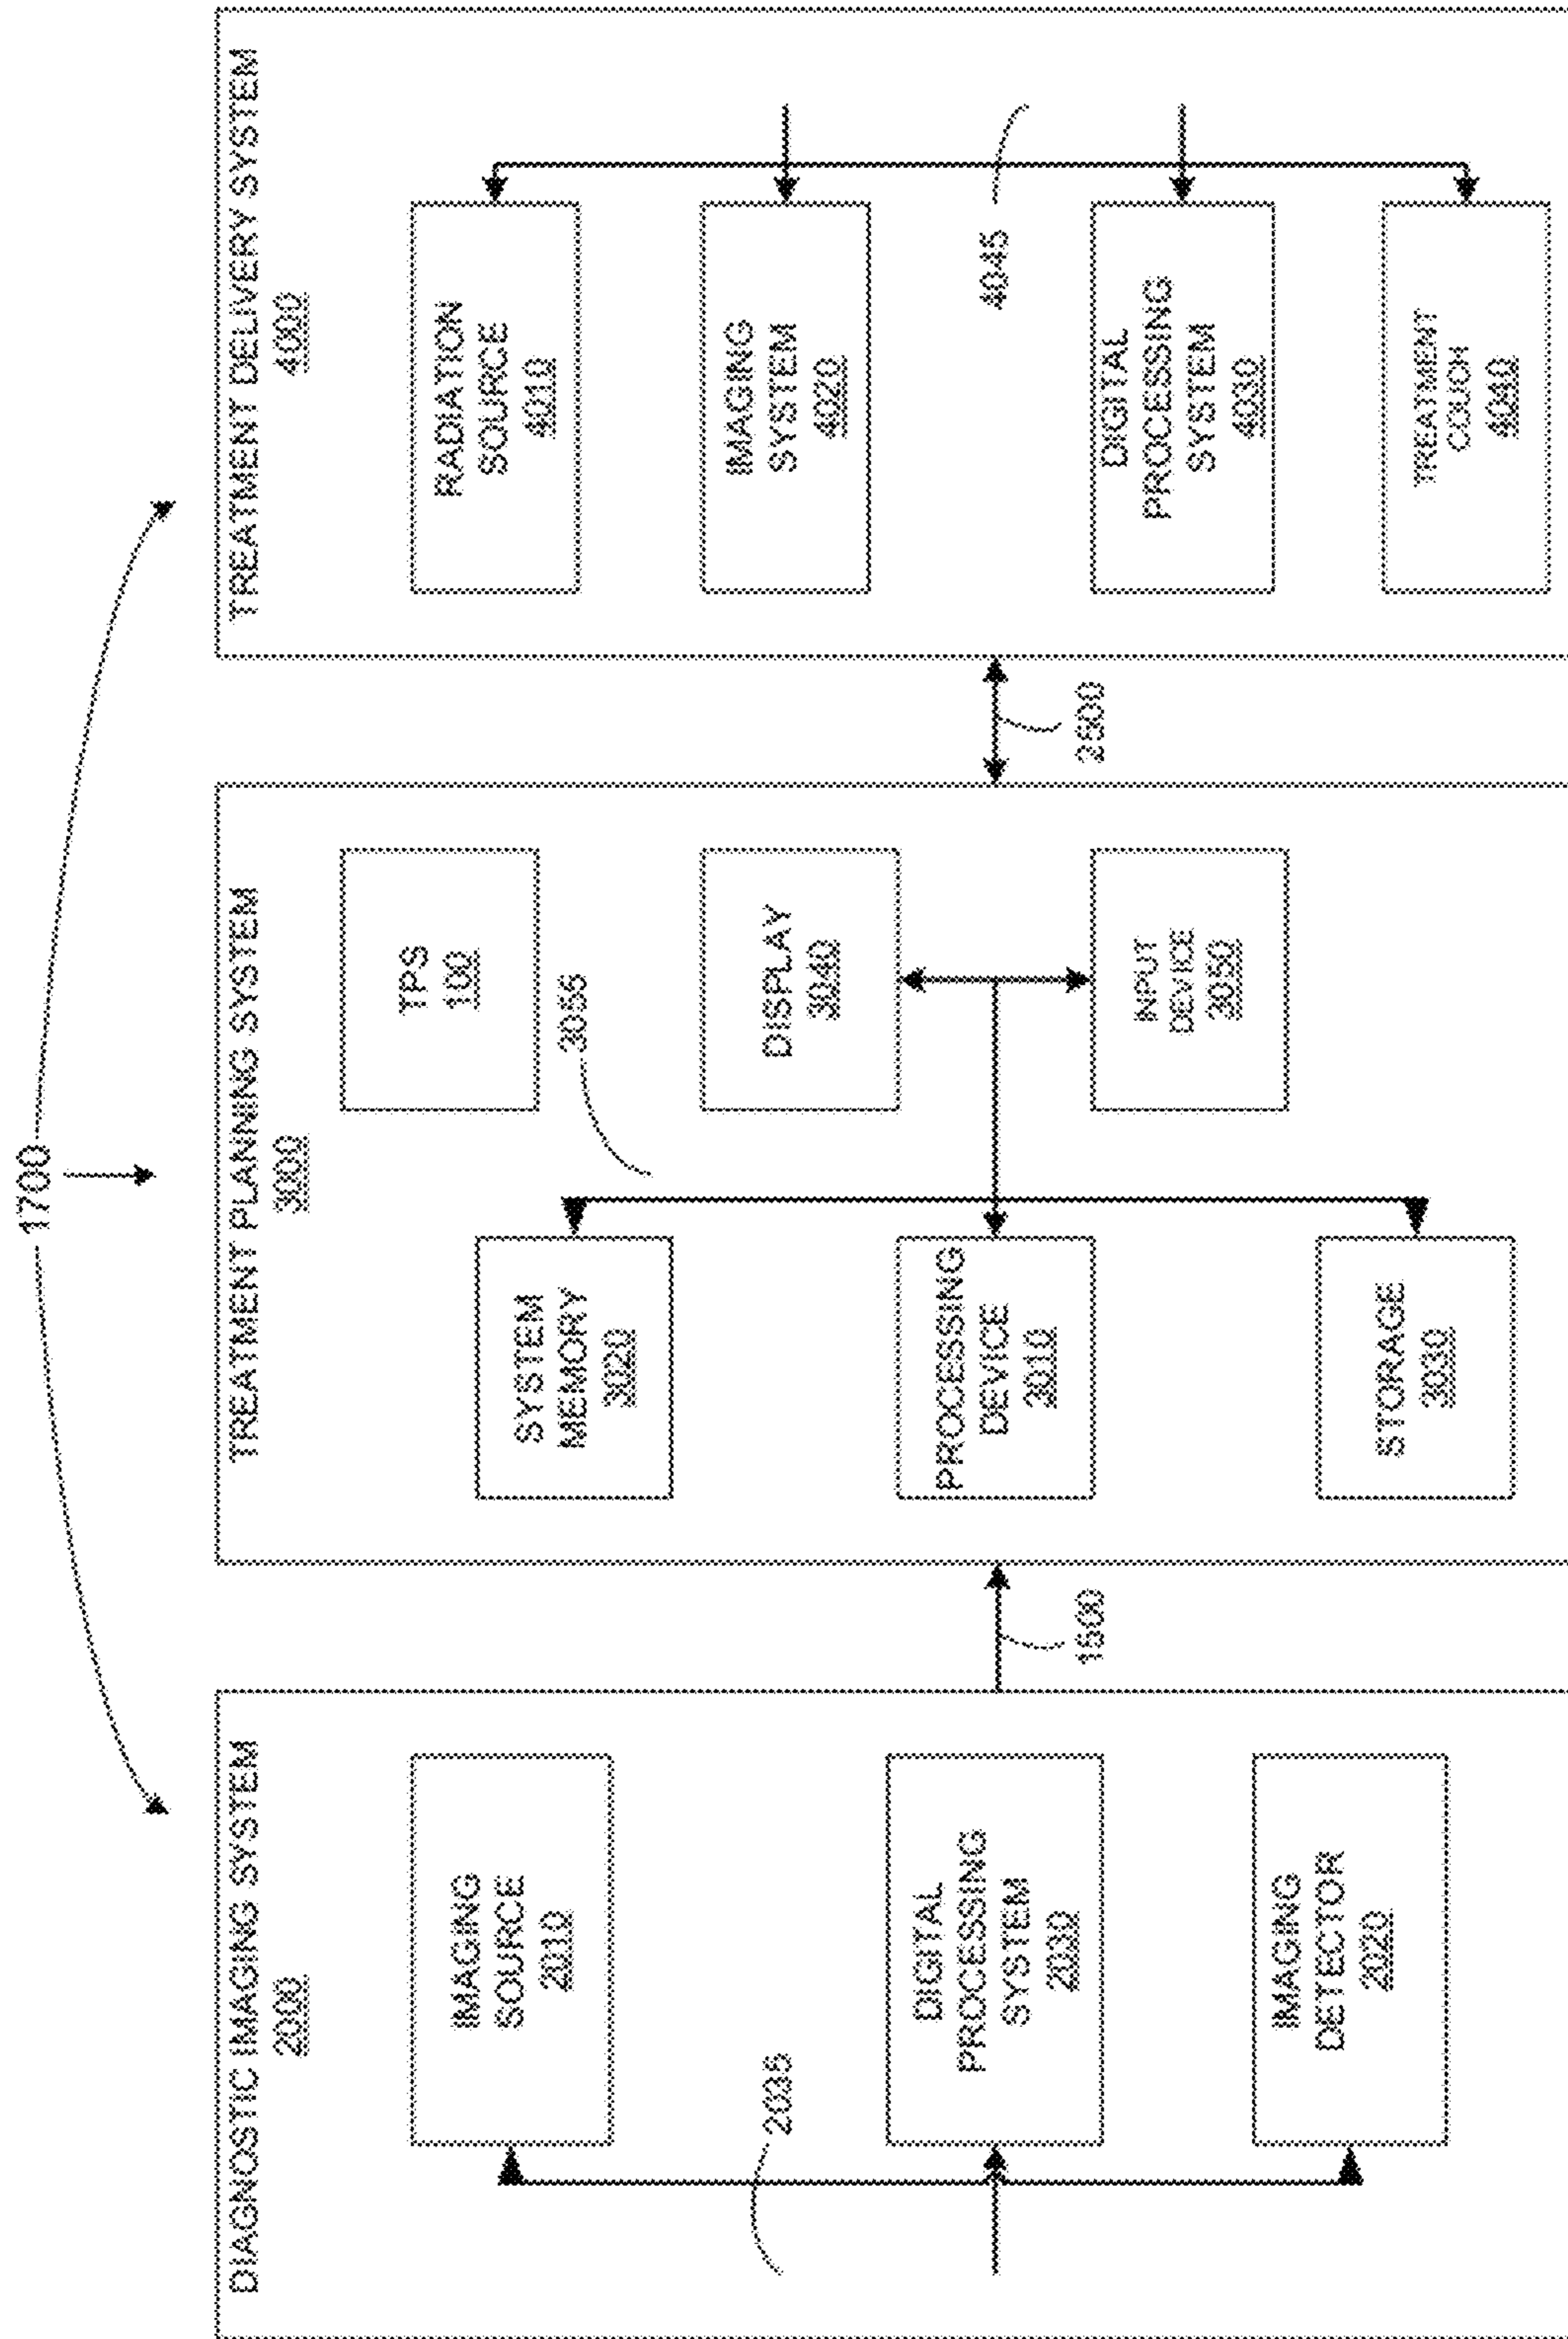 1700
DIAGNOSTIC IMAGING SYSTEM
2000
IMAGING
SOURCE
2010
2035
DIGITAL
PROCESSING
SYSTEM
2030
IMAGING
DETECTOR
2020
1500
TREATMENT PLANNING SYSTEM
3000
SYSTEM
MEMORY
3020
PROCESSING
DEVICE
3010
STORAGE
3030
3055
TPS
100
DISPLAY
3040
INPUT
DEVICE
3050
2500
TREATMENT DELIVERY SYSTEM
4000
RADIATION
SOURCE
4010
IMAGING
SYSTEM
4020
4045
DIGITAL
PROCESSING
SYSTEM
4030
TREATMENT
COUCH
4040